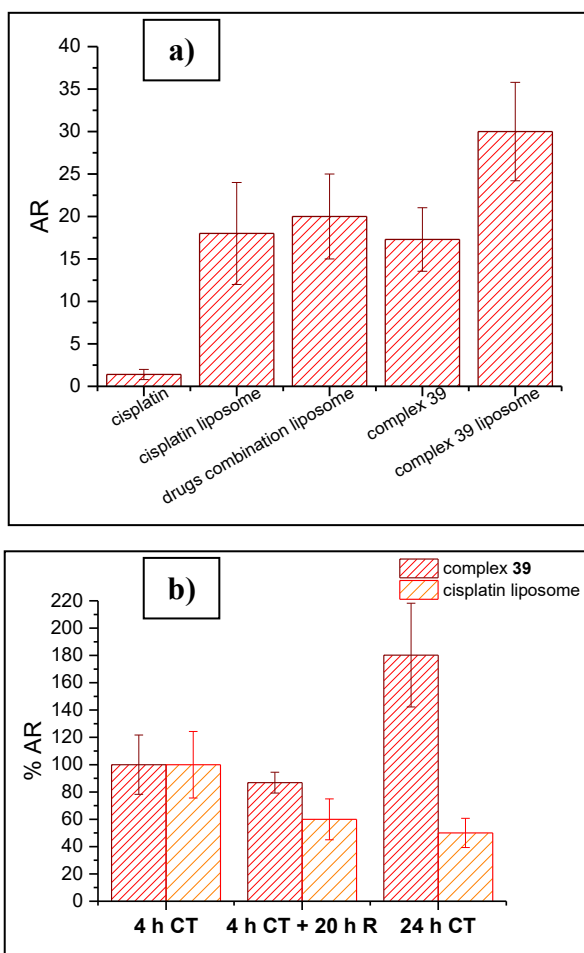 a)
AR
40
35
30
25
20
15
10
5
0
cisplatin
cisplatin liposome
drugs combination liposome
complex 39
complex 39 liposome
b)
complex 39
cisplatin liposome
% AR
220
200
180
160
140
120
100
80
60
40
20
0
4 h CT
4 h CT + 20 h R
24 h CT